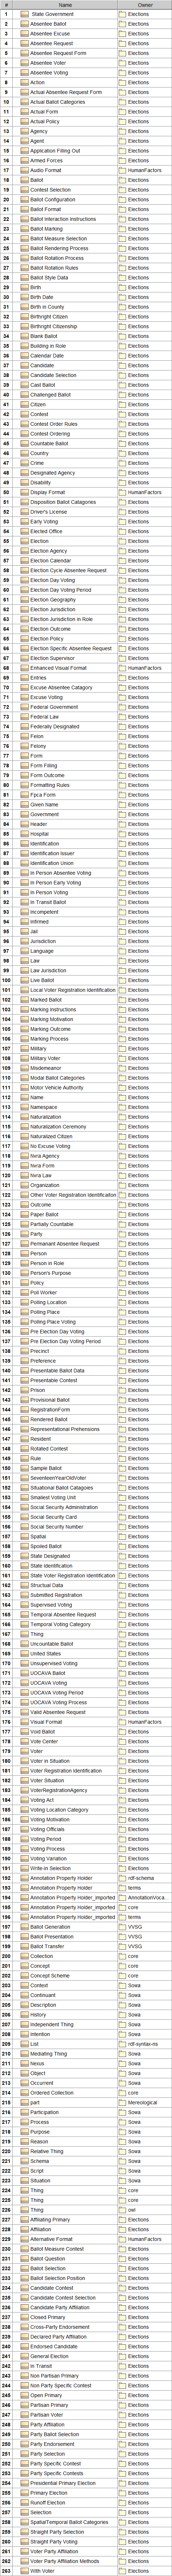 # Name Owner
1 State Government Elections
2 Absentee Ballot Elections
3 Absentee Excuse Elections
4 Absentee Request Elections
5 Absentee Request Form Elections
6 Absentee Voter Elections
7 Absentee Voting Elections
8 Action Elections
9 Actual Absentee Request Form Elections
10 Actual Ballot Categories Elections
11 Actual Form Elections
12 Actual Policy Elections
13 Agency Elections
14 Agent Elections
15 Application Filling Out Elections
16 Armed Forces Elections
17 Audio Format HumanFactors
18 Ballot Elections
19 Contest Selection Elections
20 Ballot Configuration Elections
21 Ballot Format Elections
22 Ballot Interaction Instructions Elections
23 Ballot Marking Elections
24 Ballot Measure Selection Elections
25 Ballot Rendering Process Elections
26 Ballot Rotation Process Elections
27 Ballot Rotation Rules Elections
28 Ballot Style Data Elections
29 Birth Elections
30 Birth Date Elections
31 Birth in County Elections
32 Birthright Citizen Elections
33 Birthright Citizenship Elections
34 Blank Ballot Elections
35 Building in Role Elections
36 Calendar Date Elections
37 Candidate Elections
38 Candidate Selection Elections
39 Cast Ballot Elections
40 Challenged Ballot Elections
41 Citizen Elections
42 Contest Elections
43 Contest Order Rules Elections
44 Contest Ordering Elections
45 Countable Ballot Elections
46 Country Elections
47 Crime Elections
48 Designated Agency Elections
49 Disability Elections
50 Display Format HumanFactors
51 Disposition Ballot Catagories Elections
52 Driver's License Elections
53 Early Voting Elections
54 Elected Office Elections
55 Election Elections
56 Election Agency Elections
57 Election Calendar Elections
58 Election Cycle Absentee Request Elections
59 Election Day Voting Elections
60 Election Day Voting Period Elections
61 Election Geography Elections
62 Election Jurisdiction Elections
63 Election Jurisdiction in Role Elections
64 Election Outcome Elections
65 Election Policy Elections
66 Election Specific Absentee Request Elections
67 Election Supervisor Elections
68 Enhanced Visual Format HumanFactors
69 Entries Elections
70 Excuse Absentee Catagory Elections
71 Excuse Voting Elections
72 Federal Government Elections
73 Federal Law Elections
74 Federally Designated Elections
75 Felon Elections
76 Felony Elections
77 Form Elections
78 Form Filling Elections
79 Form Outcome Elections
80 Formatting Rules Elections
81 Fpca Form Elections
82 Given Name Elections
83 Government Elections
84 Header Elections
85 Hospital Elections
86 Identification Elections
87 Identification Issuer Elections
88 Identification Union Elections
89 In Person Absentee Voting Elections
90 In Person Early Voting Elections
91 In Person Voting Elections
92 In Transit Ballot Elections
93 Incompetent Elections
94 Infirmed Elections
95 Jail Elections
96 Jurisdiction Elections
97 Language Elections
98 Law Elections
99 Law Jurisdiction Elections
100 Live Ballot Elections
101 Local Voter Registration Identification Elections
102 Marked Ballot Elections
103 Marking Instructions Elections
104 Marking Motivation Elections
105 Marking Outcome Elections
106 Marking Process Elections
107 Military Elections
108 Military Voter Elections
109 Misdemeanor Elections
110 Modal Ballot Categories Elections
111 Motor Vehicle Authority Elections
112 Name Elections
113 Namespace Elections
114 Naturalization Elections
115 Naturalization Ceremony Elections
116 Naturalized Citizen Elections
117 No Excuse Voting Elections
118 Nvra Agency Elections
119 Nvra Form Elections
120 Nvra Law Elections
121 Organization Elections
122 Other Voter Registration Identificaiton Elections
123 Outcome Elections
124 Paper Ballot Elections
125 Partially Countable Elections
126 Party Elections
127 Permanant Absentee Request Elections
128 Person Elections
129 Person in Role Elections
130 Person's Purpose Elections
131 Policy Elections
132 Poll Worker Elections
133 Polling Location Elections
134 Polling Place Elections
135 Polling Place Voting Elections
136 Pre Election Day Voting Elections
137 Pre Election Day Voting Period Elections
138 Precinct Elections
139 Preference Elections
140 Presentable Ballot Data Elections
141 Presentable Contest Elections
142 Prison Elections
143 Provisional Ballot Elections
144 RegistrationForm Elections
145 Rendered Ballot Elections
146 Representational Prehensions Elections
147 Resident Elections
148 Rotated Contest Elections
149 Rule Elections
150 Sample Ballot Elections
151 SeventeenYearOldVoter Elections
152 Situational Ballot Catagoies Elections
153 Smallest Voting Unit Elections
154 Social Security Administration Elections
155 Social Security Card Elections
156 Social Security Number Elections
157 Spatial Elections
158 Spoiled Ballot Elections
159 State Designated Elections
160 State Identification Elections
161 State Voter Registration Identification Elections
162 Structual Data Elections
163 Submitted Registration Elections
164 Supervised Voting Elections
165 Temporal Absentee Request Elections
166 Temporal Voting Category Elections
167 Thing Elections
168 Uncountable Ballot Elections
169 United States Elections
170 Unsupervised Voting Elections
171 UOCAVA Ballot Elections
172 UOCAVA Voting Elections
173 UOCAVA Voting Period Elections
174 UOCAVA Voting Process Elections
175 Valid Absentee Request Elections
176 Visual Format HumanFactors
177 Void Ballot Elections
178 Vote Center Elections
179 Voter Elections
180 Voter in Situation Elections
181 Voter Registration Identification Elections
182 Voter Situation Elections
183 VoterRegistrationAgency Elections
184 Voting Act Elections
185 Voting Location Category Elections
186 Voting Motivation Elections
187 Voting Officials Elections
188 Voting Period Elections
189 Voting Process Elections
190 Voting Variation Elections
191 Write-In Selection Elections
192 Annotation Property Holder rdf-schema
193 Annotation Property Holder terms
194 Annotation Property Holder_imported AnnotationVoca
195 Annotation Property Holder_imported core
196 Annotation Property Holder_imported terms
197 Ballot Generation VVSG
198 Ballot Presentation VVSG
199 Ballot Transfer VVSG
200 Collection core
201 Concept core
202 Concept Scheme core
203 Context Sowa
204 Continuant Sowa
205 Description Sowa
206 History Sowa
207 Independent Thing Sowa
208 Intention Sowa
209 List rdf-syntax-ns
210 Mediating Thing Sowa
211 Nexus Sowa
212 Object Sowa
213 Occurrent Sowa
214 Ordered Collection core
215 part Mereological
216 Participation Sowa
217 Process Sowa
218 Purpose Sowa
219 Reason Sowa
220 Relative Thing Sowa
221 Schema Sowa
222 Script Sowa
223 Situation Sowa
224 Thing core
225 Thing core
226 Thing owl
227 Affiliating Primary Elections
228 Affiliation Elections
229 Alternative Format HumanFactors
230 Ballot Measure Contest Elections
231 Ballot Question Elections
232 Ballot Selection Elections
233 Ballot Selection Position Elections
234 Candidate Contest Elections
235 Candidate Contest Selection Elections
236 Candidate Party Affiliation Elections
237 Closed Primary Elections
238 Cross-Party Endorsement Elections
239 Declared Party Affiliation Elections
240 Endorsed Candidate Elections
241 General Election Elections
242 In Transit Elections
243 Non Partisan Primary Elections
244 Non Party Specific Contest Elections
245 Open Primary Elections
246 Partisan Primary Elections
247 Partisan Voter Elections
248 Party Affiliation Elections
249 Party Ballot Selection Elections
250 Party Endorsement Elections
251 Party Selection Elections
252 Party Specific Contest Elections
253 Party Specific Contests Elections
254 Presidential Primary Election Elections
255 Primary Election Elections
256 Runoff Election Elections
257 Selection Elections
258 SpatialTemporal Ballot Categories Elections
259 Straight Party Selection Elections
260 Straight Party Voting Elections
261 Voter Party Affiliation Elections
262 Voter Party Affiliation Methods Elections
263 With Voter Elections